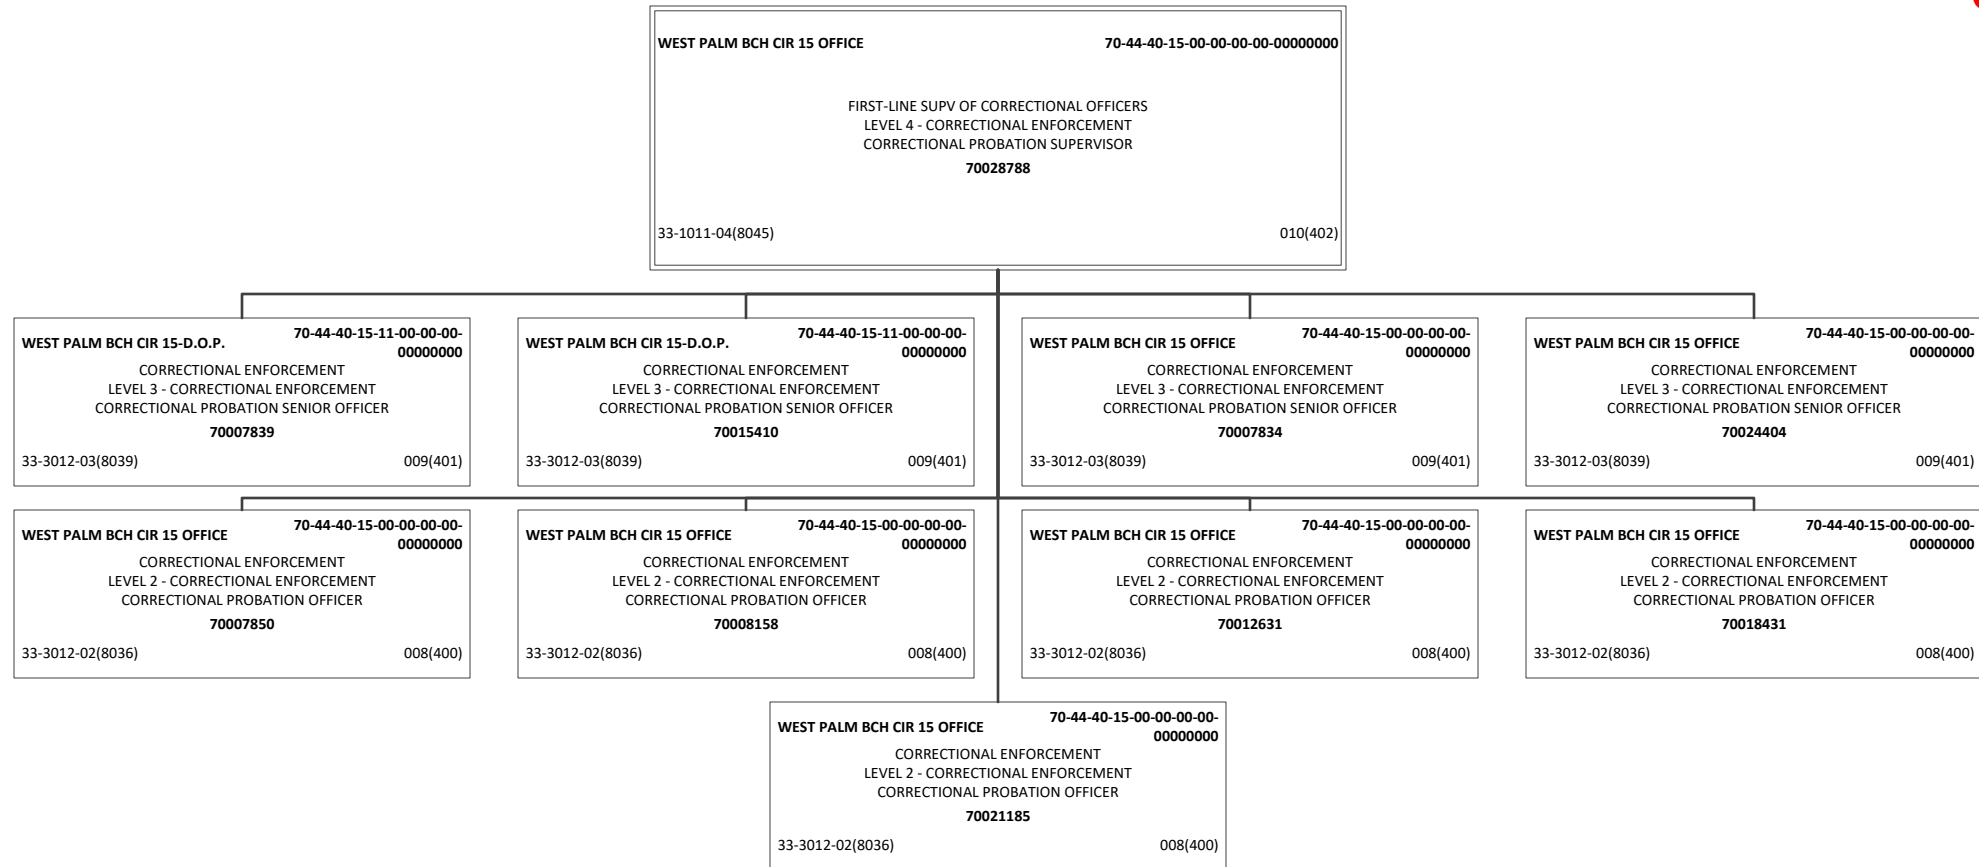 WEST PALM BCH CIR 15 OFFICE 70-44-40-15-00-00-00-00-00000000
FIRST-LINE SUPV OF CORRECTIONAL OFFICERS
LEVEL 4 - CORRECTIONAL ENFORCEMENT
CORRECTIONAL PROBATION SUPERVISOR
70028788
33-1011-04(8045) 010(402)
WEST PALM BCH CIR 15-D.O.P. 70-44-40-15-11-00-00-00-
00000000
CORRECTIONAL ENFORCEMENT
LEVEL 3 - CORRECTIONAL ENFORCEMENT
CORRECTIONAL PROBATION SENIOR OFFICER
70007839
33-3012-03(8039) 009(401)
WEST PALM BCH CIR 15-D.O.P. 70-44-40-15-11-00-00-00-
00000000
CORRECTIONAL ENFORCEMENT
LEVEL 3 - CORRECTIONAL ENFORCEMENT
CORRECTIONAL PROBATION SENIOR OFFICER
70015410
33-3012-03(8039) 009(401)
WEST PALM BCH CIR 15 OFFICE 70-44-40-15-00-00-00-00-
00000000
CORRECTIONAL ENFORCEMENT
LEVEL 3 - CORRECTIONAL ENFORCEMENT
CORRECTIONAL PROBATION SENIOR OFFICER
70007834
33-3012-03(8039) 009(401)
WEST PALM BCH CIR 15 OFFICE 70-44-40-15-00-00-00-00-
00000000
CORRECTIONAL ENFORCEMENT
LEVEL 3 - CORRECTIONAL ENFORCEMENT
CORRECTIONAL PROBATION SENIOR OFFICER
70024404
33-3012-03(8039) 009(401)
WEST PALM BCH CIR 15 OFFICE 70-44-40-15-00-00-00-00-
00000000
CORRECTIONAL ENFORCEMENT
LEVEL 2 - CORRECTIONAL ENFORCEMENT
CORRECTIONAL PROBATION OFFICER
70007850
33-3012-02(8036) 008(400)
WEST PALM BCH CIR 15 OFFICE 70-44-40-15-00-00-00-00-
00000000
CORRECTIONAL ENFORCEMENT
LEVEL 2 - CORRECTIONAL ENFORCEMENT
CORRECTIONAL PROBATION OFFICER
70008158
33-3012-02(8036) 008(400)
WEST PALM BCH CIR 15 OFFICE 70-44-40-15-00-00-00-00-
00000000
CORRECTIONAL ENFORCEMENT
LEVEL 2 - CORRECTIONAL ENFORCEMENT
CORRECTIONAL PROBATION OFFICER
70012631
33-3012-02(8036) 008(400)
WEST PALM BCH CIR 15 OFFICE 70-44-40-15-00-00-00-00-
00000000
CORRECTIONAL ENFORCEMENT
LEVEL 2 - CORRECTIONAL ENFORCEMENT
CORRECTIONAL PROBATION OFFICER
70018431
33-3012-02(8036) 008(400)
WEST PALM BCH CIR 15 OFFICE 70-44-40-15-00-00-00-00-
00000000
CORRECTIONAL ENFORCEMENT
LEVEL 2 - CORRECTIONAL ENFORCEMENT
CORRECTIONAL PROBATION OFFICER
70021185
33-3012-02(8036) 008(400)